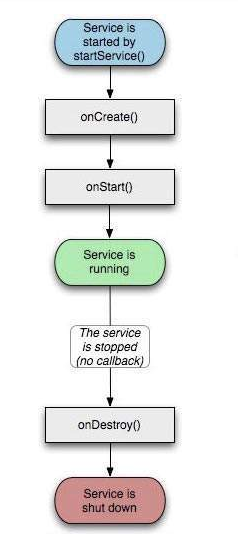 Service is
started by
startService()
onCreate()
onStart()
Service is
running
The service
is stopped
(no callback)
onDestroy()
Service is
shut down